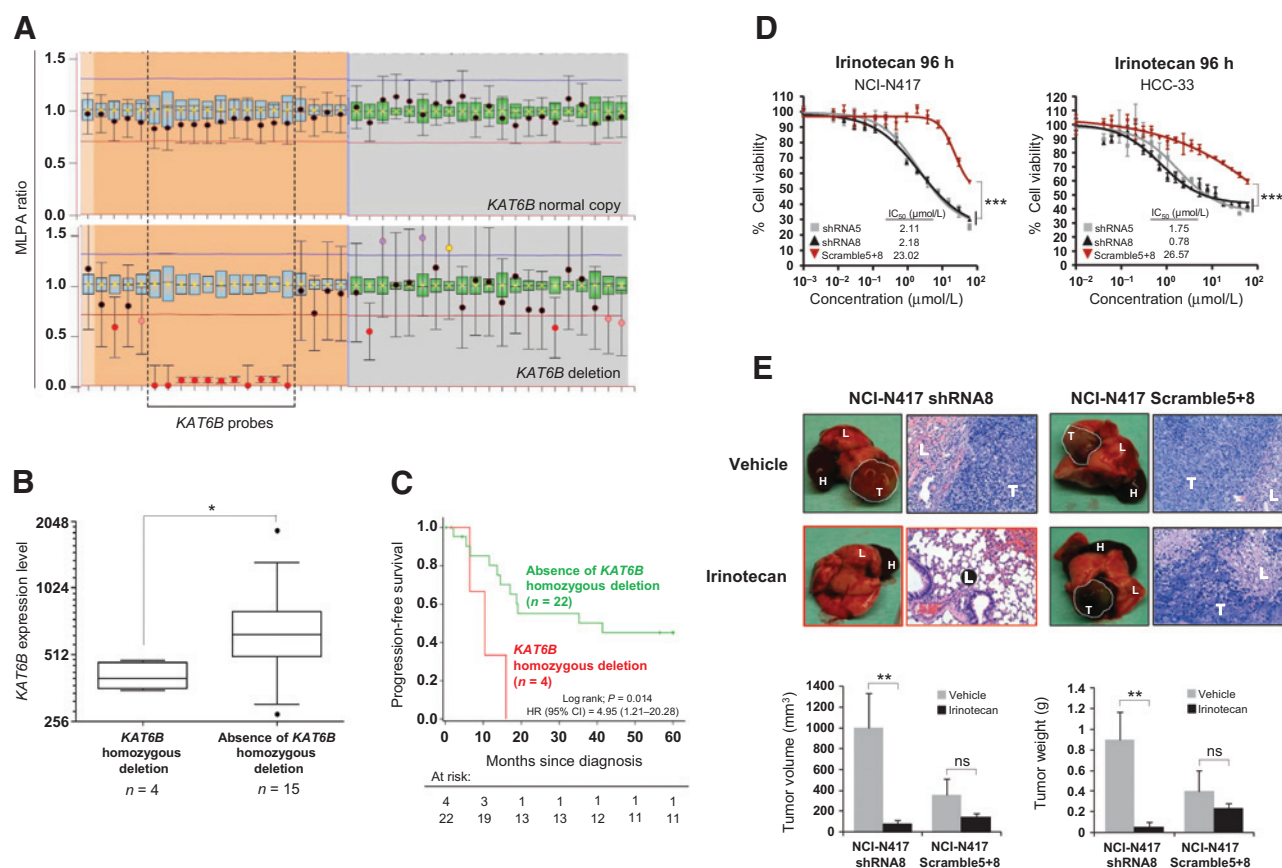 A
MLPA ratio
1.5
1.0
0.5
0.0
KAT6B normal copy
1.5
1.0
0.5
0.0
KAT6B deletion
KAT6B probes
B
KAT6B expression level
2048
1024
512
256
*
KAT6B
homozygous
deletion
n = 4
Absence of KAT6B
homozygous
deletion
n = 15
C
Progression-free survival
1.0
0.8
0.6
0.4
0.2
0.0
Absence of KAT6B
homozygous deletion
(n = 22)
KAT6B
homozygous deletion
(n = 4)
Log rank; P = 0.014
HR (95% CI) = 4.95 (1.21–20.28)
0 10 20 30 40 50 60
Months since diagnosis
At risk:
4 3 1 1 1 1 1
22 19 13 13 12 11 11
D
Irinotecan 96 h
NCI-N417
% Cell viability
110
100
90
80
70
60
50
40
30
20
10
0
***
IC50 (µmol/L)
shRNA5 2.11
shRNA8 2.18
Scramble5+8 23.02
10−3 10−2 10−1 100 101 102
Concentration (µmol/L)
Irinotecan 96 h
HCC-33
% Cell viability
110
100
90
80
70
60
50
40
30
20
10
0
***
IC50 (µmol/L)
shRNA5 1.75
shRNA8 0.78
Scramble5+8 26.57
10−2 10−1 100 101 102
Concentration (µmol/L)
E
NCI-N417 shRNA8 NCI-N417 Scramble5+8
Vehicle
L
H
T
L
T
T
L
H
T
L
Irinotecan
L
H
L
H
T
L
L
T
Tumor volume (mm3)
1400
1200
1000
800
600
400
200
0
**
ns
Vehicle
Irinotecan
NCI-N417 NCI-N417
shRNA8 Scramble5+8
Tumor weight (g)
1.4
1.2
1
0.8
0.6
0.4
0.2
0
**
ns
Vehicle
Irinotecan
NCI-N417 NCI-N417
shRNA8 Scramble5+8